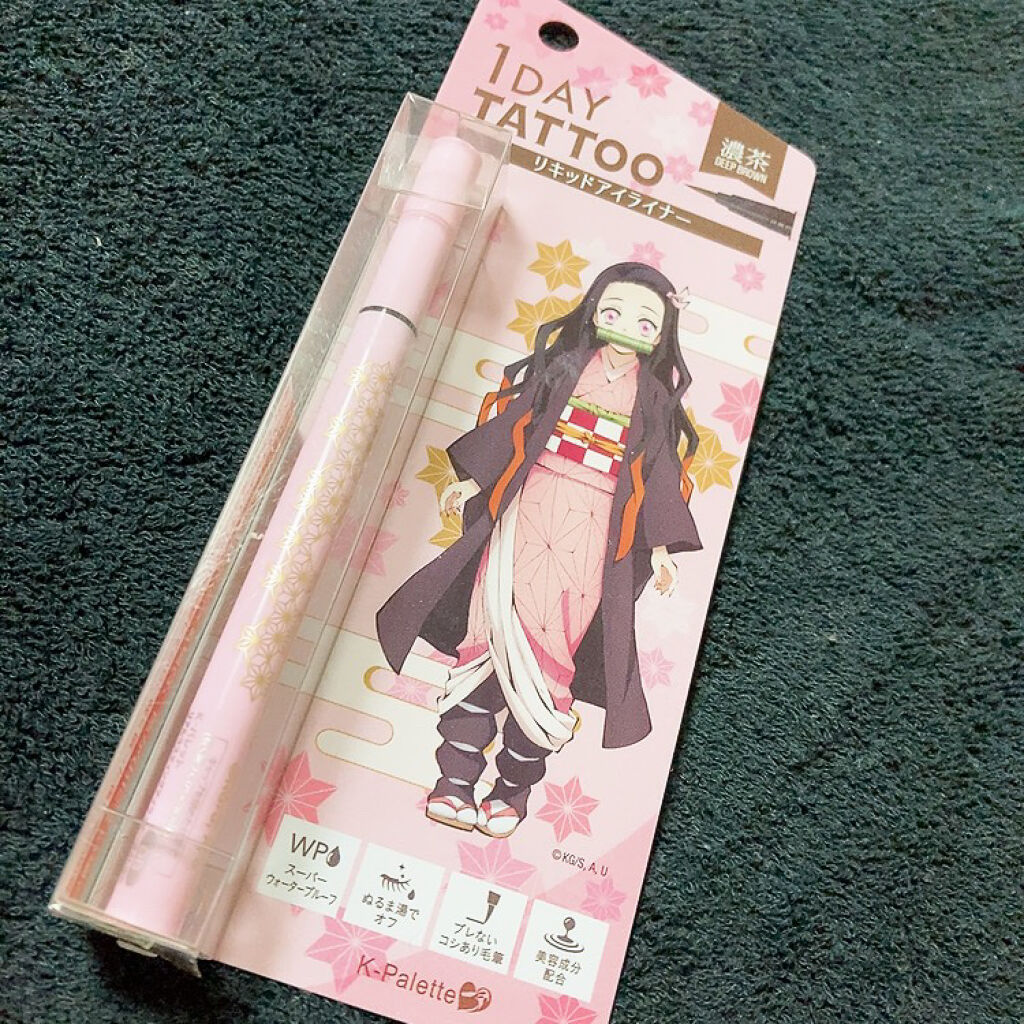 1DAY
TATTOO
リキッドアイライナー
濃茶
DEEP BROWN
©KG/S, A, U
WP
スーパー
ウォータープルーフ
ぬるま湯で
オフ
ブレない
コシあり毛筆
美容成分
配合
K-Palette